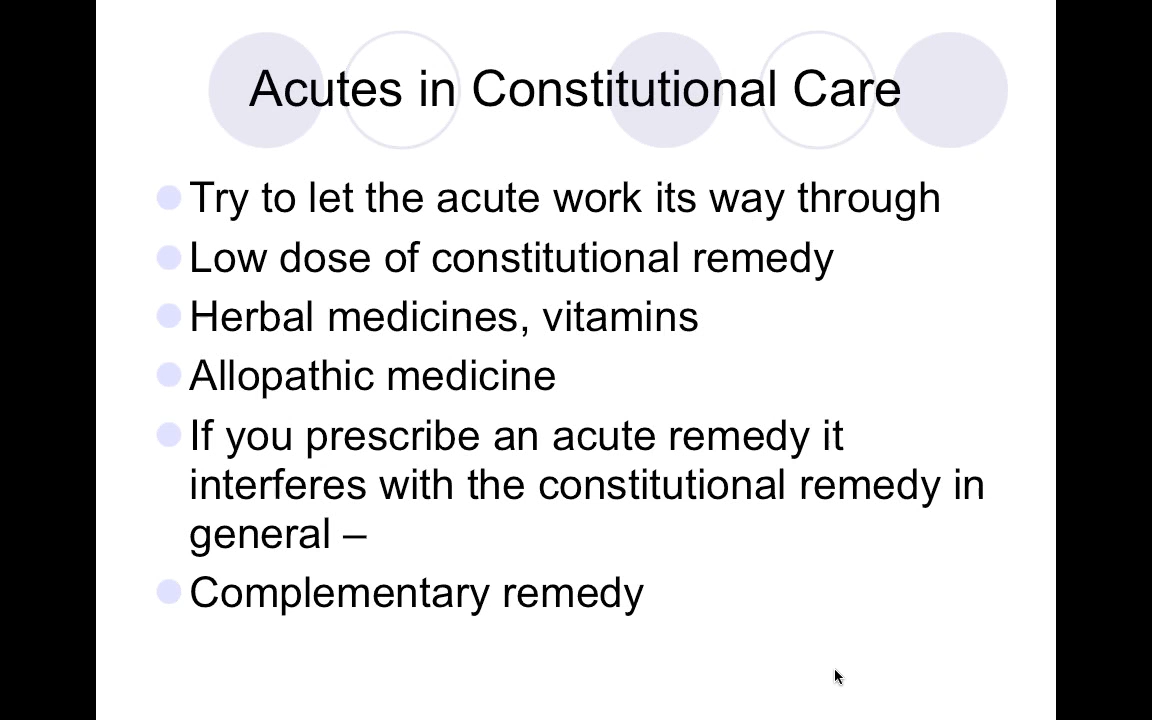 Acutes in Constitutional Care
Try to let the acute work its way through
Low dose of constitutional remedy
Herbal medicines, vitamins
Allopathic medicine
If you prescribe an acute remedy it
interferes with the constitutional remedy in
general –
Complementary remedy